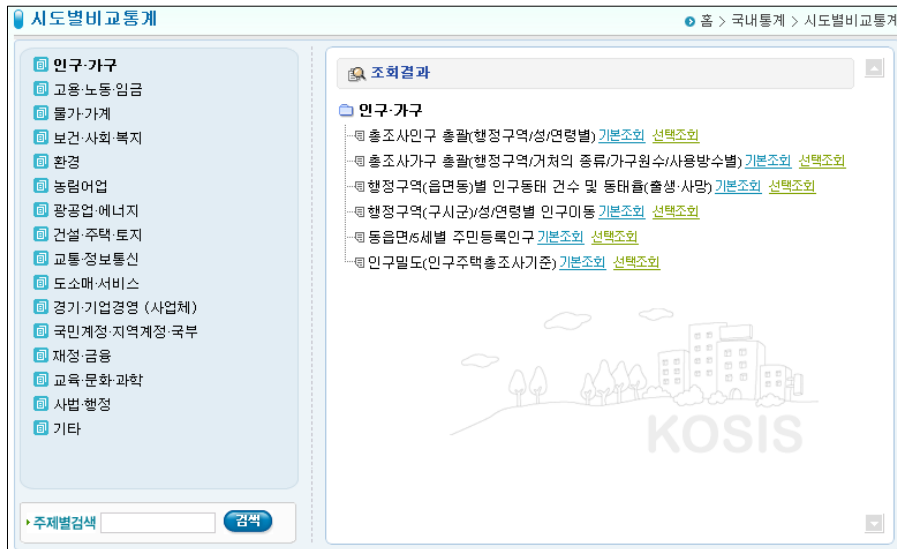 시도별비교통계
홈 > 국내통계 > 시도별비교통계
인구·가구
고용·노동·임금
물가·가계
보건·사회·복지
환경
농림어업
광공업·에너지
건설·주택·토지
교통·정보통신
도소매·서비스
경기·기업경영 (사업체)
국민계정·지역계정·국부
재정·금융
교육·문화·과학
사법·행정
기타
주제별검색 검색
조회결과
인구·가구
총조사인구 총괄(행정구역/성/연령별) 기본조회 선택조회
총조사가구 총괄(행정구역/거처의 종류/가구원수/사용방수별) 기본조회 선택조회
행정구역(읍면동)별 인구동태 건수 및 동태율(출생·사망) 기본조회 선택조회
행정구역(구시군)/성/연령별 인구이동 기본조회 선택조회
동읍면/5세별 주민등록인구 기본조회 선택조회
인구밀도(인구주택총조사기준) 기본조회 선택조회
KOSIS